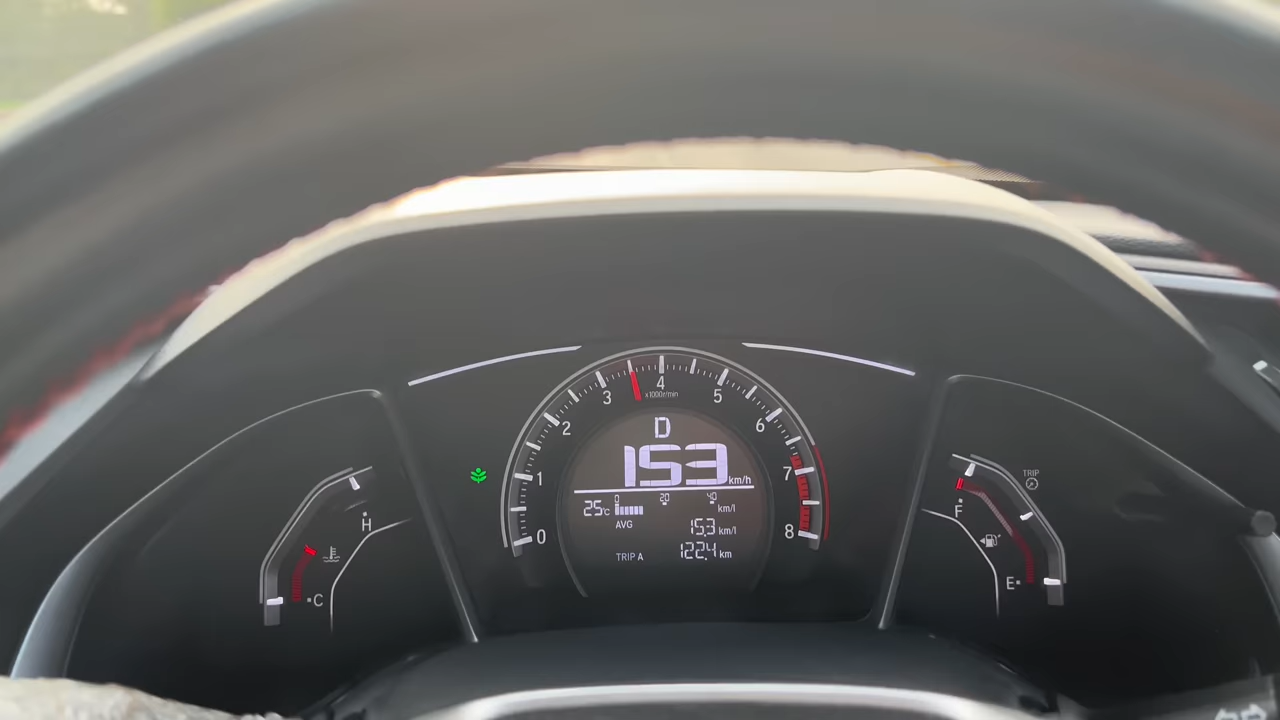 4
3
5
x1000r/min
2
6
D
153 km/h
1
7
TRIP
0 20 40
25°C
km/l
H
F
AVG
15.3 km/l
0
8
TRIP A 122.4 km
C
E